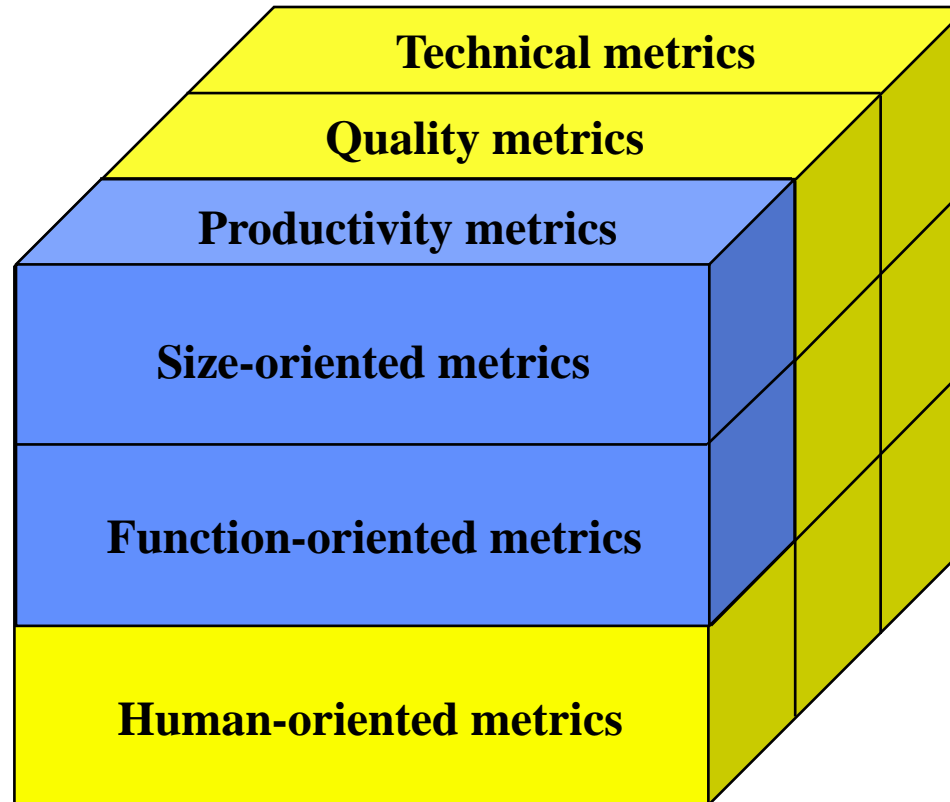 Technical metrics
Quality metrics
Productivity metrics
Size-oriented metrics
Function-oriented metrics
Human-oriented metrics